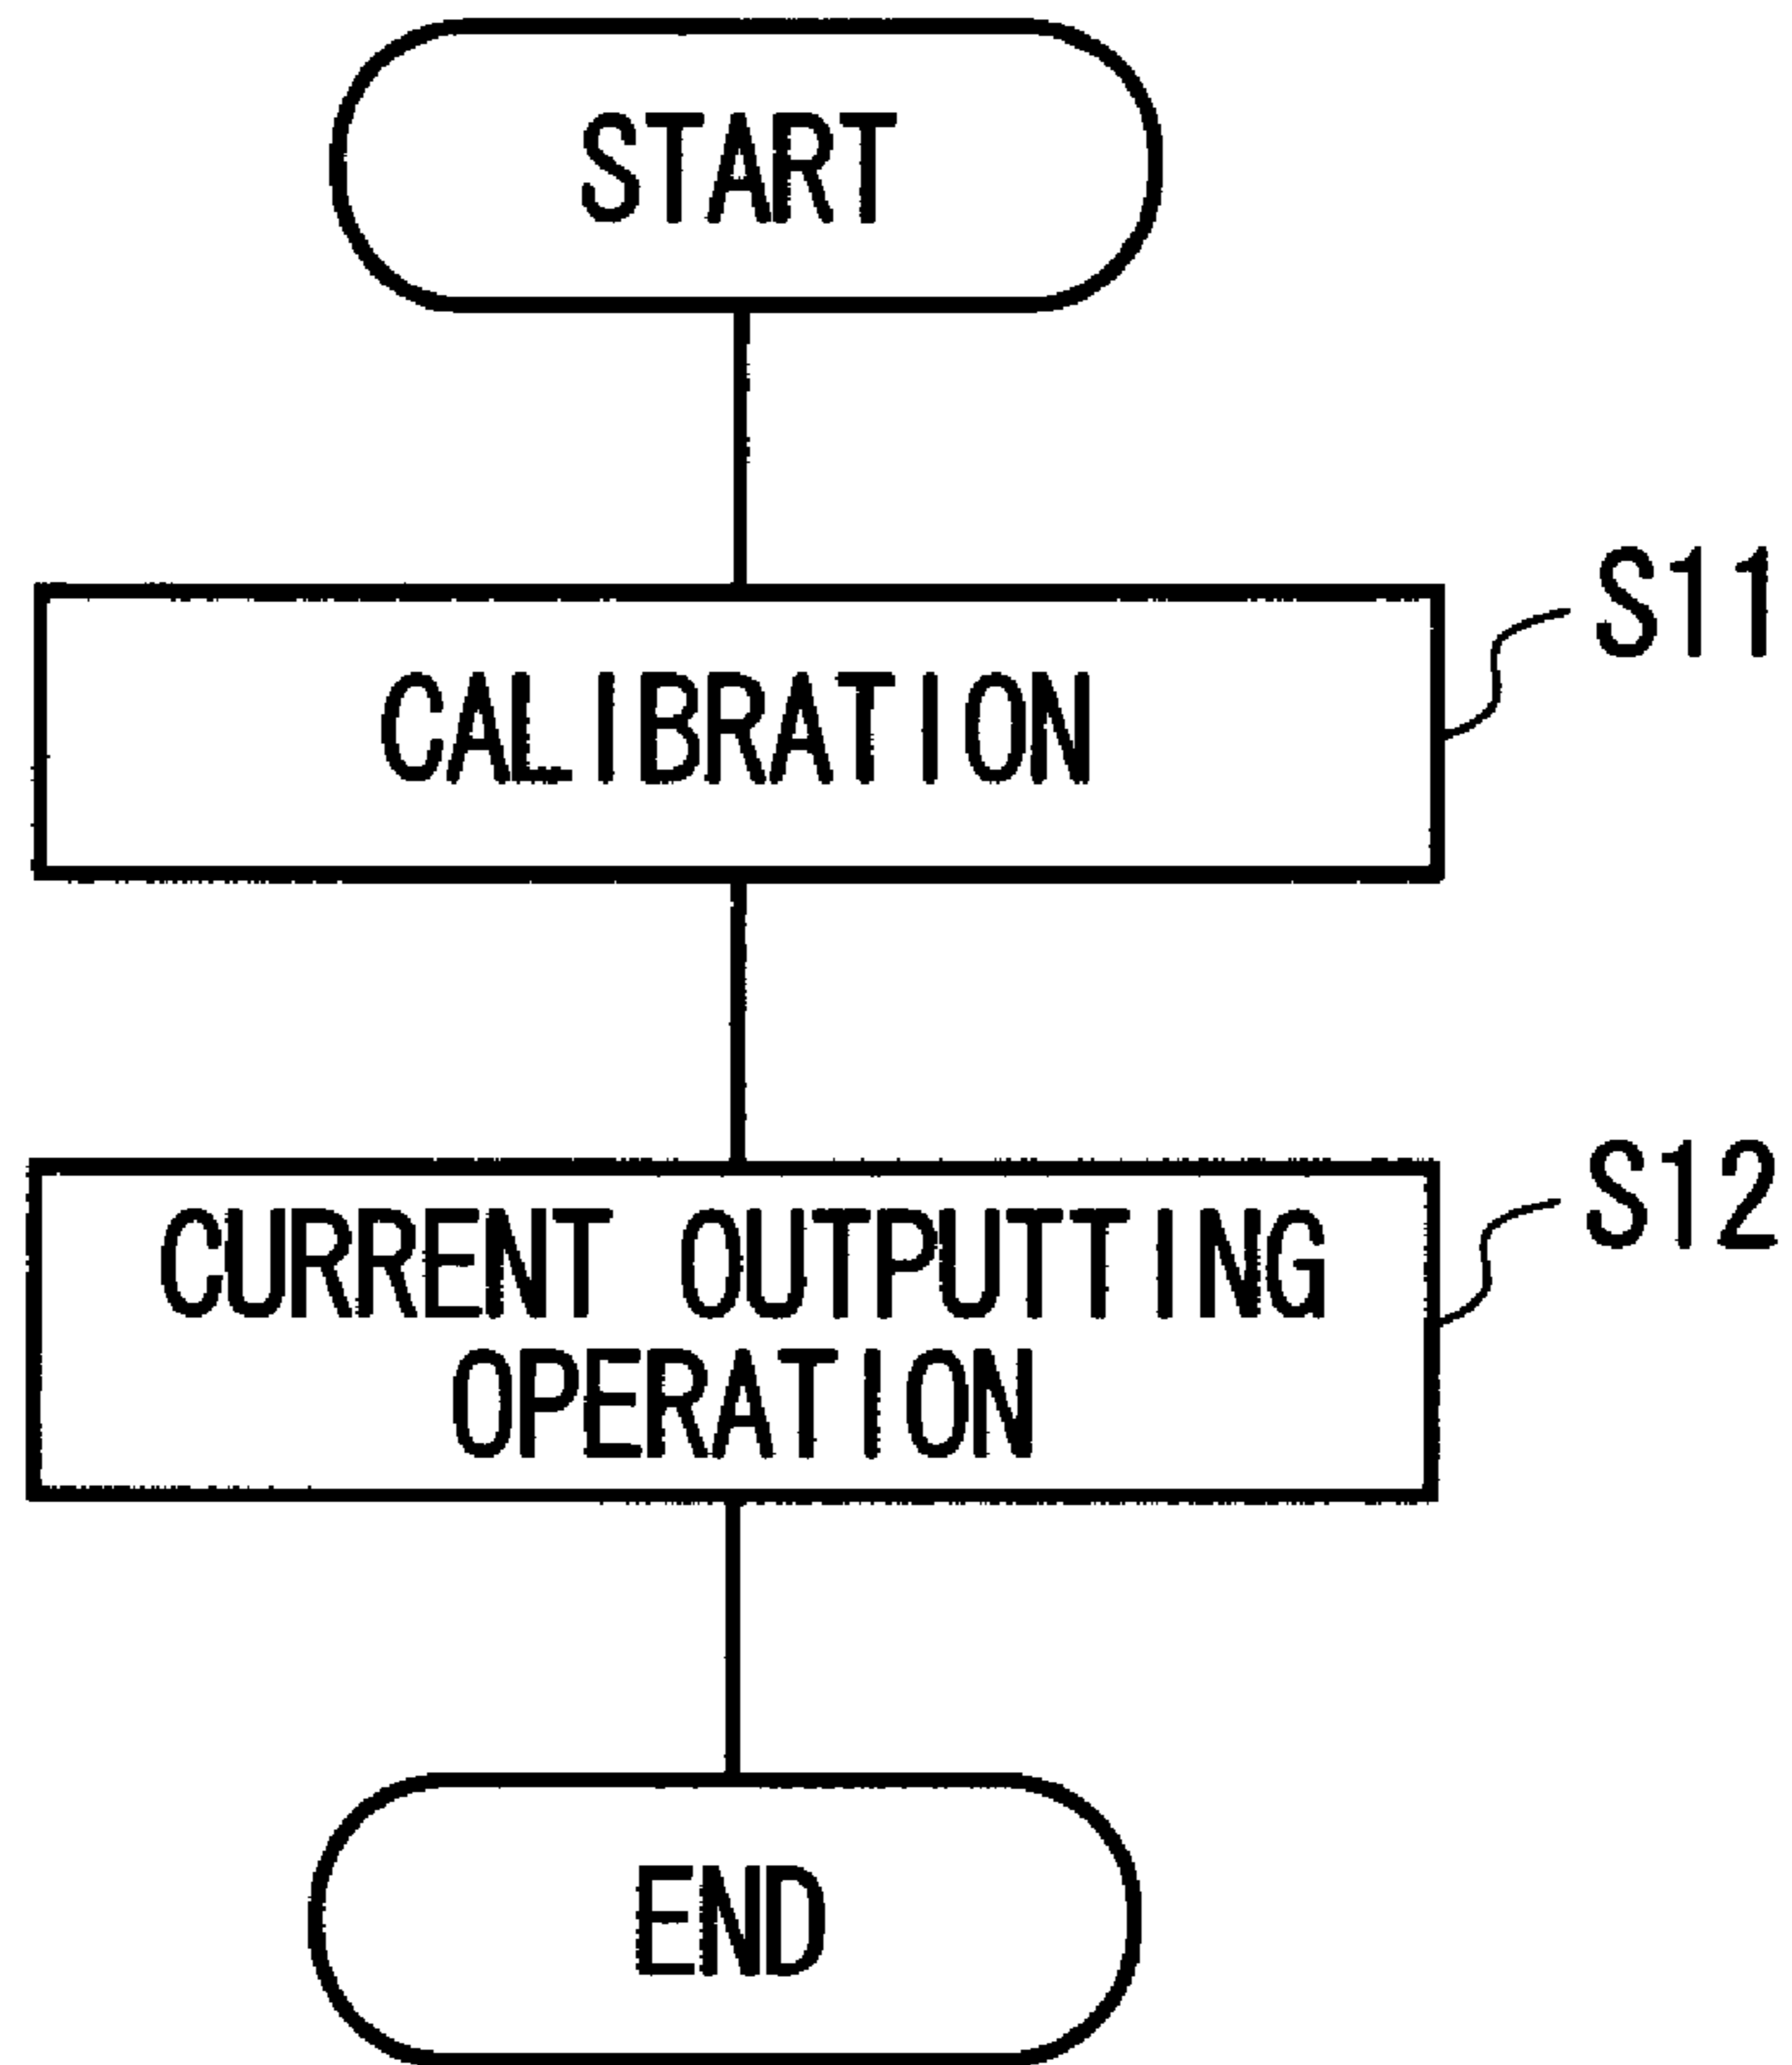 START
S11
CALIBRATION
S12
CURRENT OUTPUTTING
OPERATION
END